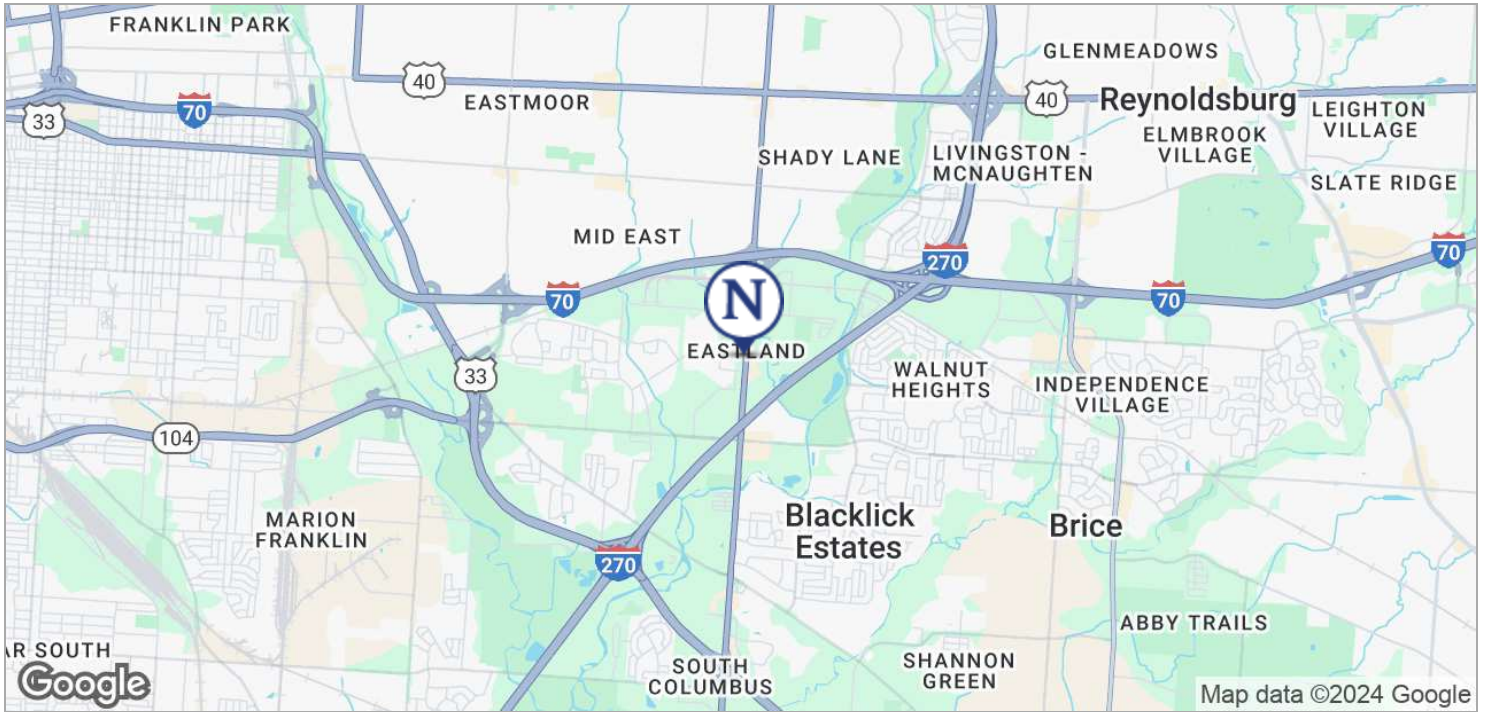 FRANKLIN PARK
GLENMEADOWS
40
40
EASTMOOR
Reynoldsburg
LEIGHTON
VILLAGE
70
33
ELMBROOK
VILLAGE
SHADY LANE
LIVINGSTON -
MCNAUGHTEN
SLATE RIDGE
MID EAST
70
270
70
70
N
EASTLAND
33
WALNUT
HEIGHTS
INDEPENDENCE
VILLAGE
104
MARION
FRANKLIN
Blacklick
Estates
Brice
270
ABBY TRAILS
AR SOUTH
SOUTH
COLUMBUS
SHANNON
GREEN
Google
Map data ©2024 Google